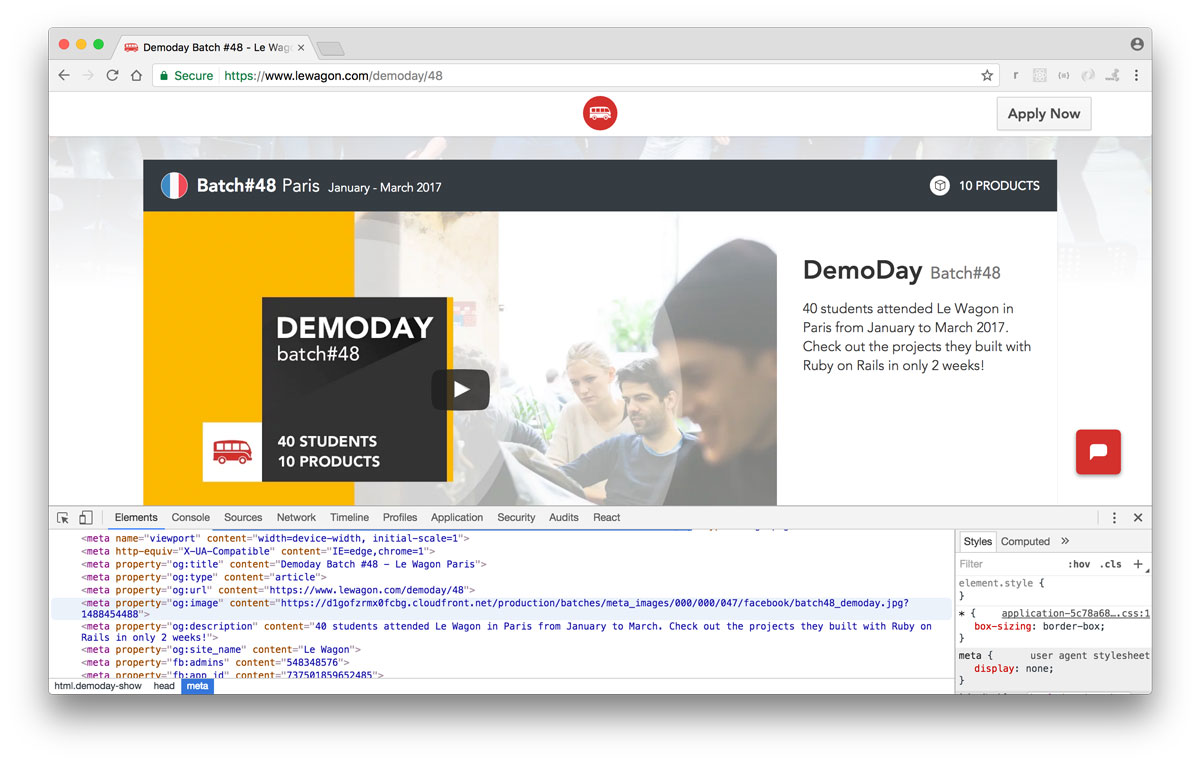 Demoday Batch #48 - Le Wag
Secure https://www.lewagon.com/demoday/48
Apply Now
Batch#48 Paris January - March 2017
10 PRODUCTS
DEMODAY
batch#48
40 STUDENTS
10 PRODUCTS
DemoDay Batch#48
40 students attended Le Wagon in
Paris from January to March 2017.
Check out the projects they built with
Ruby on Rails in only 2 weeks!
Elements Console Sources Network Timeline Profiles Application Security Audits React
<meta name="viewport" content="width=device-width, initial-scale=1">
<meta http-equiv="X-UA-Compatible" content="IE=edge,chrome=1">
<meta property="og:title" content="Demoday Batch #48 - Le Wagon Paris">
<meta property="og:type" content="article">
<meta property="og:url" content="https://www.lewagon.com/demoday/48">
<meta property="og:image" content="https://d1gofzrmx0fcbg.cloudfront.net/production/batches/meta_images/000/000/047/facebook/batch48_demoday.jpg?
1488454488">
<meta property="og:description" content="40 students attended Le Wagon in Paris from January to March. Check out the projects they built with Ruby on
Rails in only 2 weeks!">
<meta property="og:site_name" content="Le Wagon">
<meta property="fb:admins" content="548348576">
<meta property="fb:app_id" content="737501859652485">
html.demoday-show head meta
Styles Computed »
Filter :hov .cls +
element.style {
}
* { application-5c78a68….css:1
box-sizing: border-box;
}
meta { user agent stylesheet
display: none;
}